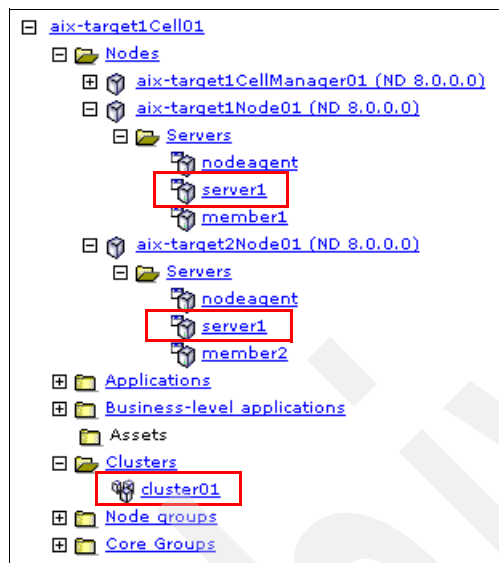 aix-target1Cell01
Nodes
aix-target1CellManager01 (ND 8.0.0.0)
aix-target1Node01 (ND 8.0.0.0)
Servers
nodeagent
server1
member1
aix-target2Node01 (ND 8.0.0.0)
Servers
nodeagent
server1
member2
Applications
Business-level applications
Assets
Clusters
cluster01
Node groups
Core Groups